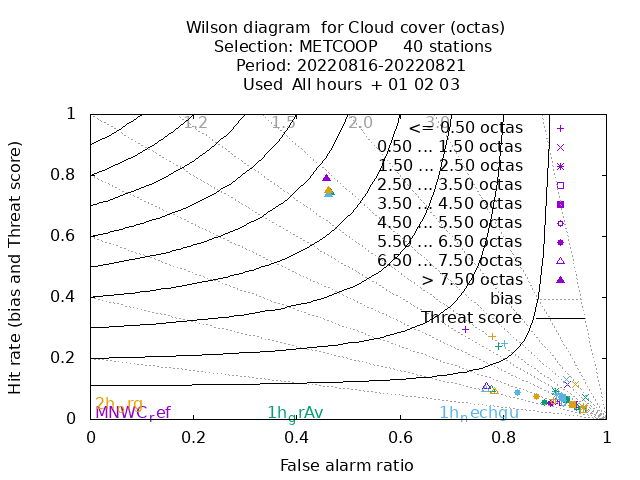 Wilson diagram  for Cloud cover (octas)
Selection: METCOOP     40 stations
Period: 20220816-20220821
Used  All hours  + 01 02 03
1.2 1.5 2.0 3.0
<= 0.50 octas
0.50 ... 1.50 octas
1.50 ... 2.50 octas
2.50 ... 3.50 octas
3.50 ... 4.50 octas
4.50 ... 5.50 octas
5.50 ... 6.50 octas
6.50 ... 7.50 octas
> 7.50 octas
bias
Threat score
Hit rate (bias and Threat score)
1
0.8
0.6
0.4
0.2
0
MNWC_ref 1h_grAv
0 0.2 0.4 0.6 0.8 1
False alarm ratio